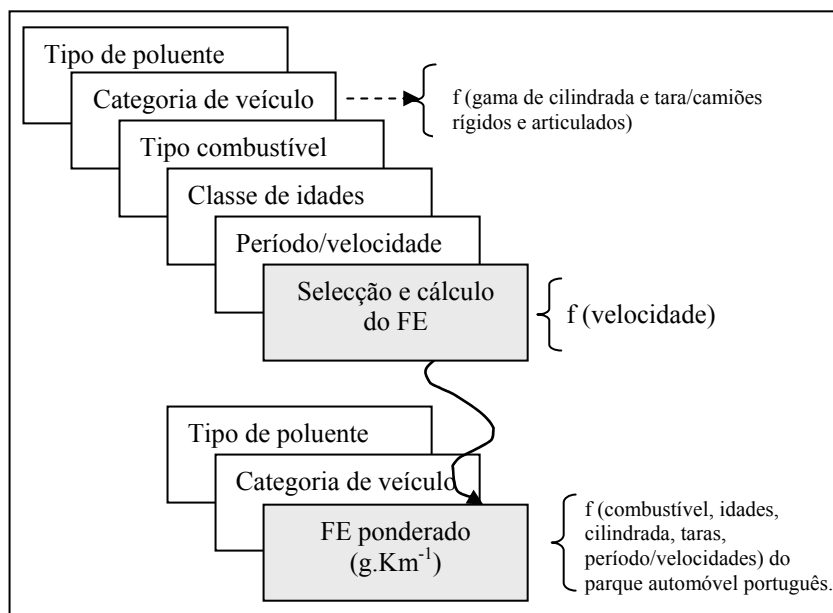 Tipo de poluente
Categoria de veículo
f (gama de cilindrada e tara/camiões
rígidos e articulados)
Tipo combustível
Classe de idades
Período/velocidade
Selecção e cálculo
do FE
f (velocidade)
Tipo de poluente
Categoria de veículo
FE ponderado
(g.Km⁻¹)
f (combustível, idades,
cilindrada, taras,
período/velocidades) do
parque automóvel português.